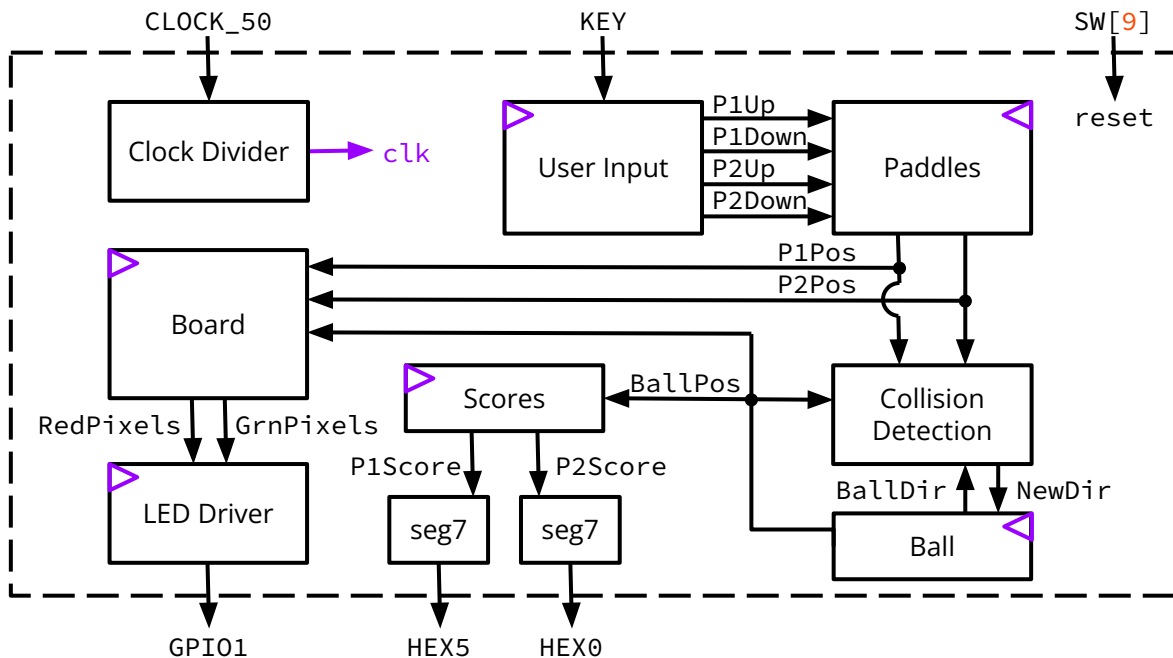 CLOCK_50
KEY
SW[9]
reset
Clock Divider
clk
User Input
P1Up
P1Down
P2Up
P2Down
Paddles
P1Pos
P2Pos
Board
Scores
BallPos
Collision
Detection
RedPixels
GrnPixels
P1Score
P2Score
BallDir
NewDir
LED Driver
seg7
seg7
Ball
GPIO1
HEX5
HEX0